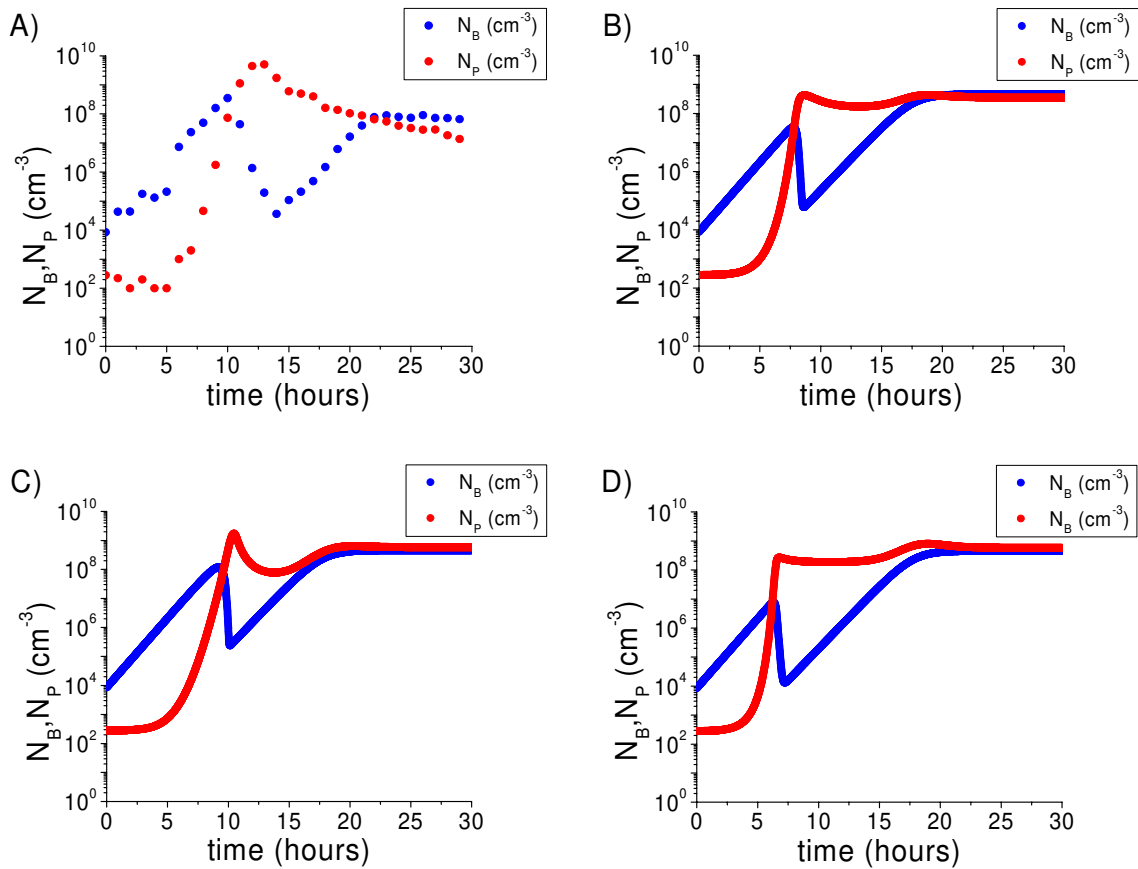 A)
N_B (cm^-3)
N_P (cm^-3)
N_B,N_P (cm^-3)
10^10
10^8
10^6
10^4
10^2
10^0
0 5 10 15 20 25 30
time (hours)
B)
N_B (cm^-3)
N_P (cm^-3)
N_B,N_P (cm^-3)
10^10
10^8
10^6
10^4
10^2
10^0
0 5 10 15 20 25 30
time (hours)
C)
N_B (cm^-3)
N_P (cm^-3)
N_B,N_P (cm^-3)
10^10
10^8
10^6
10^4
10^2
10^0
0 5 10 15 20 25 30
time (hours)
D)
N_B (cm^-3)
N_B (cm^-3)
N_B,N_P (cm^-3)
10^10
10^8
10^6
10^4
10^2
10^0
0 5 10 15 20 25 30
time (hours)